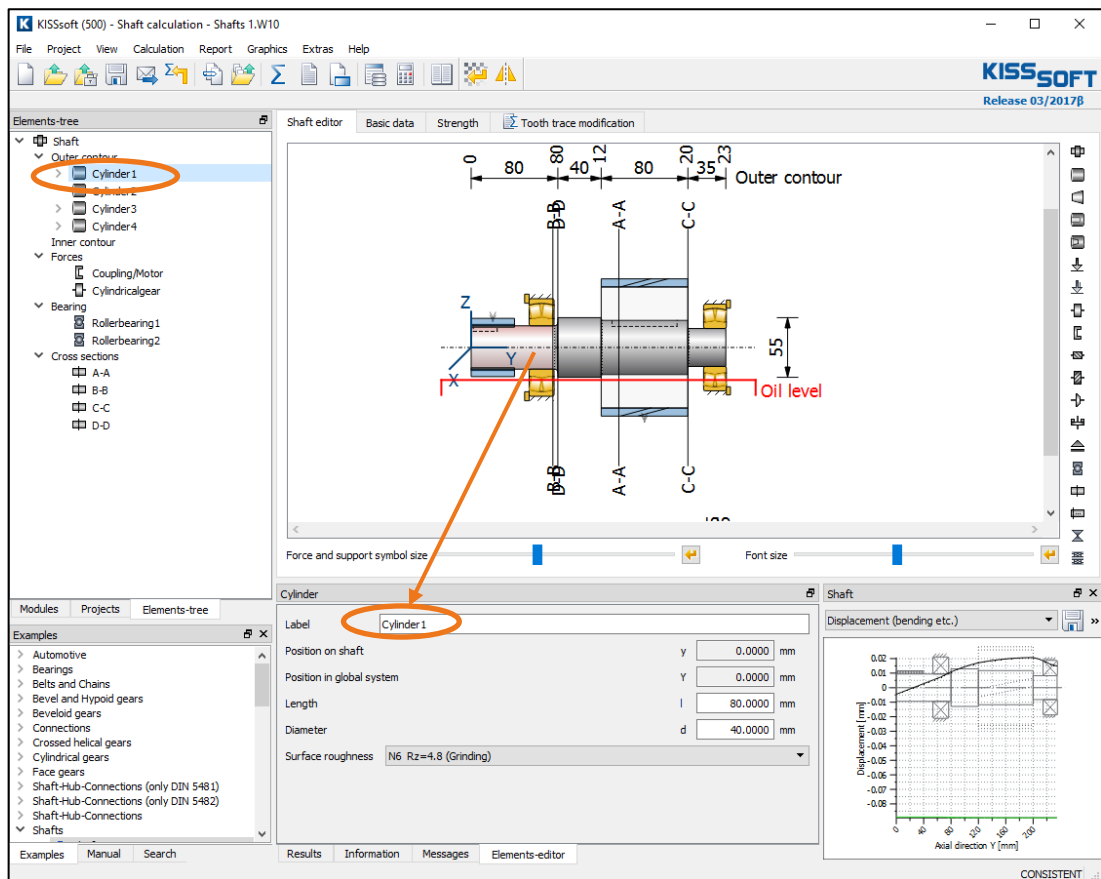 KISSsoft (500) - Shaft calculation - Shafts 1.W10
File Project View Calculation Report Graphics Extras Help
KISSSOFT
Release 03/2017β
Elements-tree
Shaft
Outer contour
Cylinder1
Cylinder2
Cylinder3
Cylinder4
Inner contour
Forces
Coupling/Motor
Cylindricalgear
Bearing
Rollerbearing1
Rollerbearing2
Cross sections
A-A
B-B
C-C
D-D
Modules Projects Elements-tree
Examples
Automotive
Bearings
Belts and Chains
Bevel and Hypoid gears
Beveloid gears
Connections
Crossed helical gears
Cylindrical gears
Face gears
Shaft-Hub-Connections (only DIN 5481)
Shaft-Hub-Connections (only DIN 5482)
Shaft-Hub-Connections
Shafts
Examples Manual Search
Shaft editor Basic data Strength Tooth trace modification
0 80 12 20 23
80 40 80 35 Outer contour
B-B D-D A-A C-C
Z
Y
X
55
Oil level
B-B D-D A-A C-C
Force and support symbol size Font size
Cylinder
Label Cylinder1
Position on shaft y 0.0000 mm
Position in global system Y 0.0000 mm
Length l 80.0000 mm
Diameter d 40.0000 mm
Surface roughness N6 Rz=4.8 (Grinding)
Results Information Messages Elements-editor
Shaft
Displacement (bending etc.)
0.02
0.01
0
-0.01
-0.02
-0.03
-0.04
-0.05
-0.06
-0.07
-0.08
Displacement [mm]
0 40 80 120 160 200
Axial direction Y [mm]
CONSISTENT